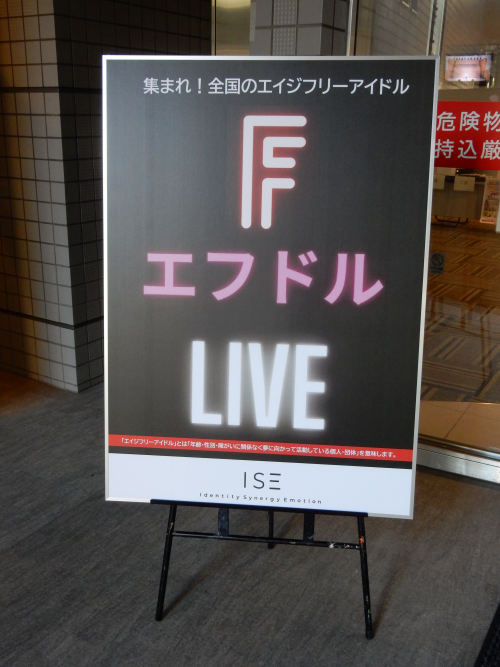 集まれ！全国のエイジフリーアイドル
F
エフドル
LIVE
「エイジフリーアイドル」とは「年齢・性別・障がいに関係なく夢に向かって活動している個人・団体」を意味します。
ISE
Identity Synergy Emotion
危険物
持込厳